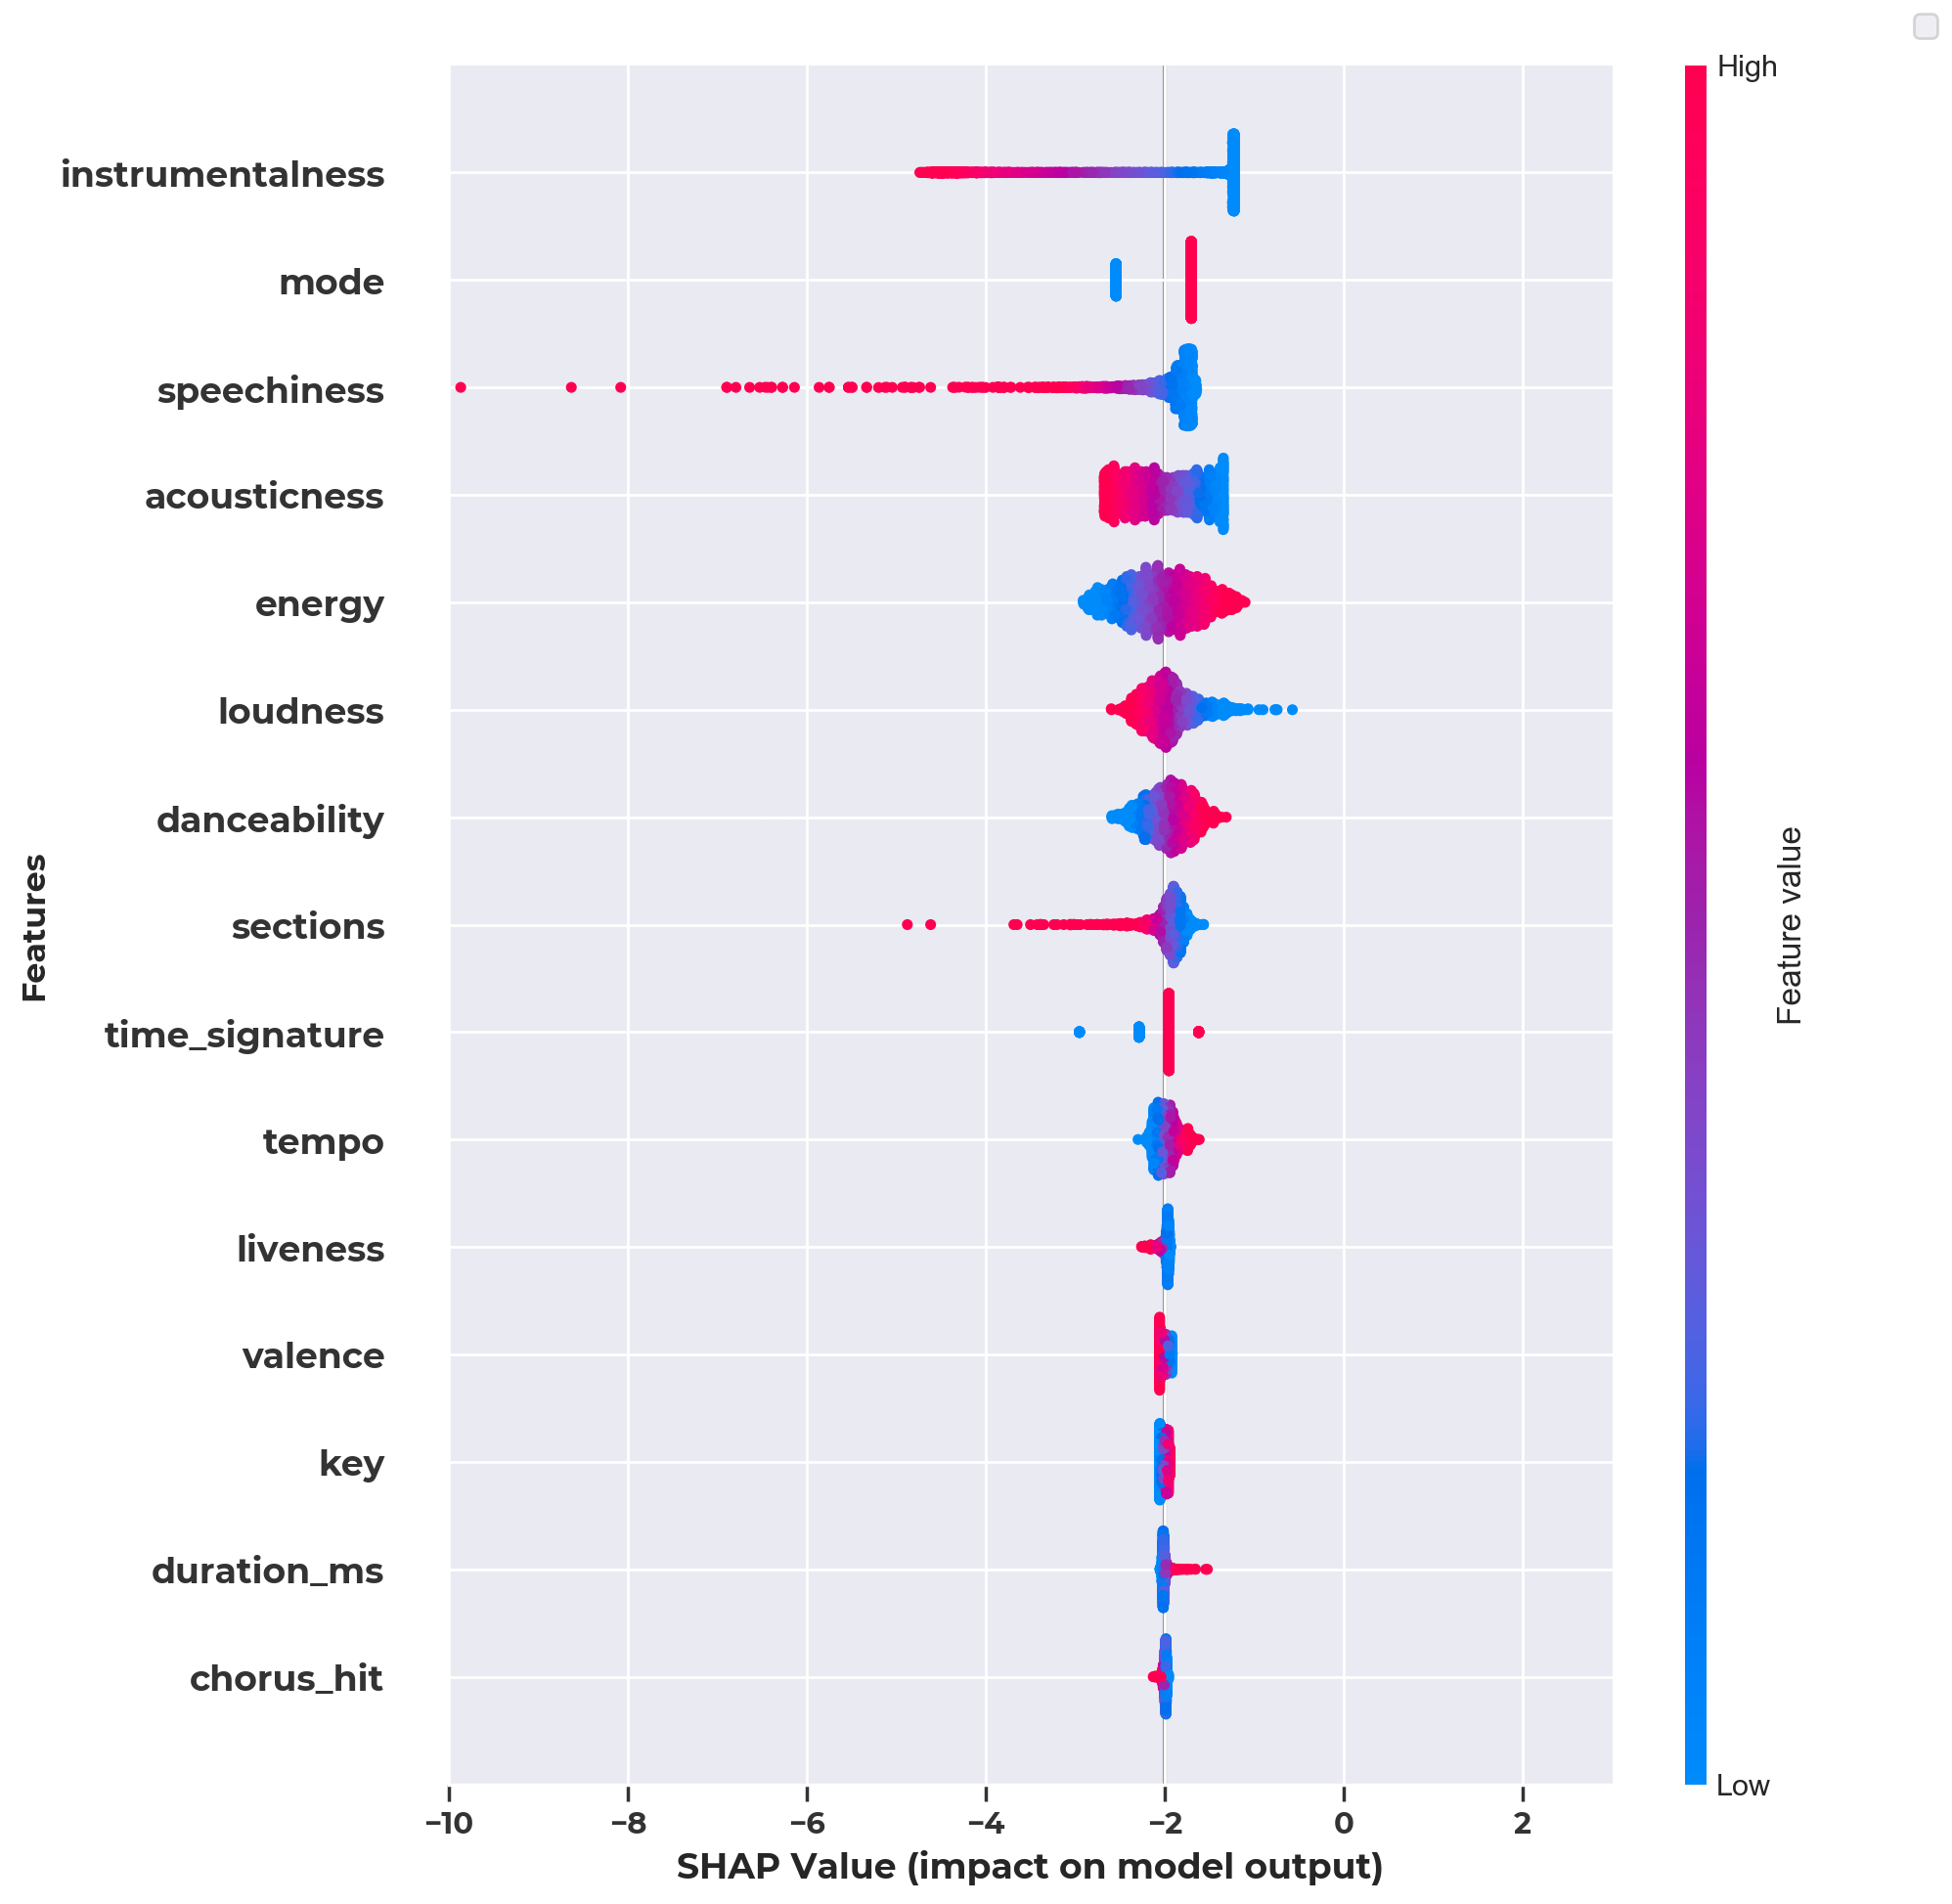 High
instrumentalness
mode
speechiness
acousticness
energy
loudness
danceability
sections
time_signature
tempo
liveness
valence
key
duration_ms
chorus_hit
Features
Feature value
Low
−10 −8 −6 −4 −2 0 2
SHAP Value (impact on model output)